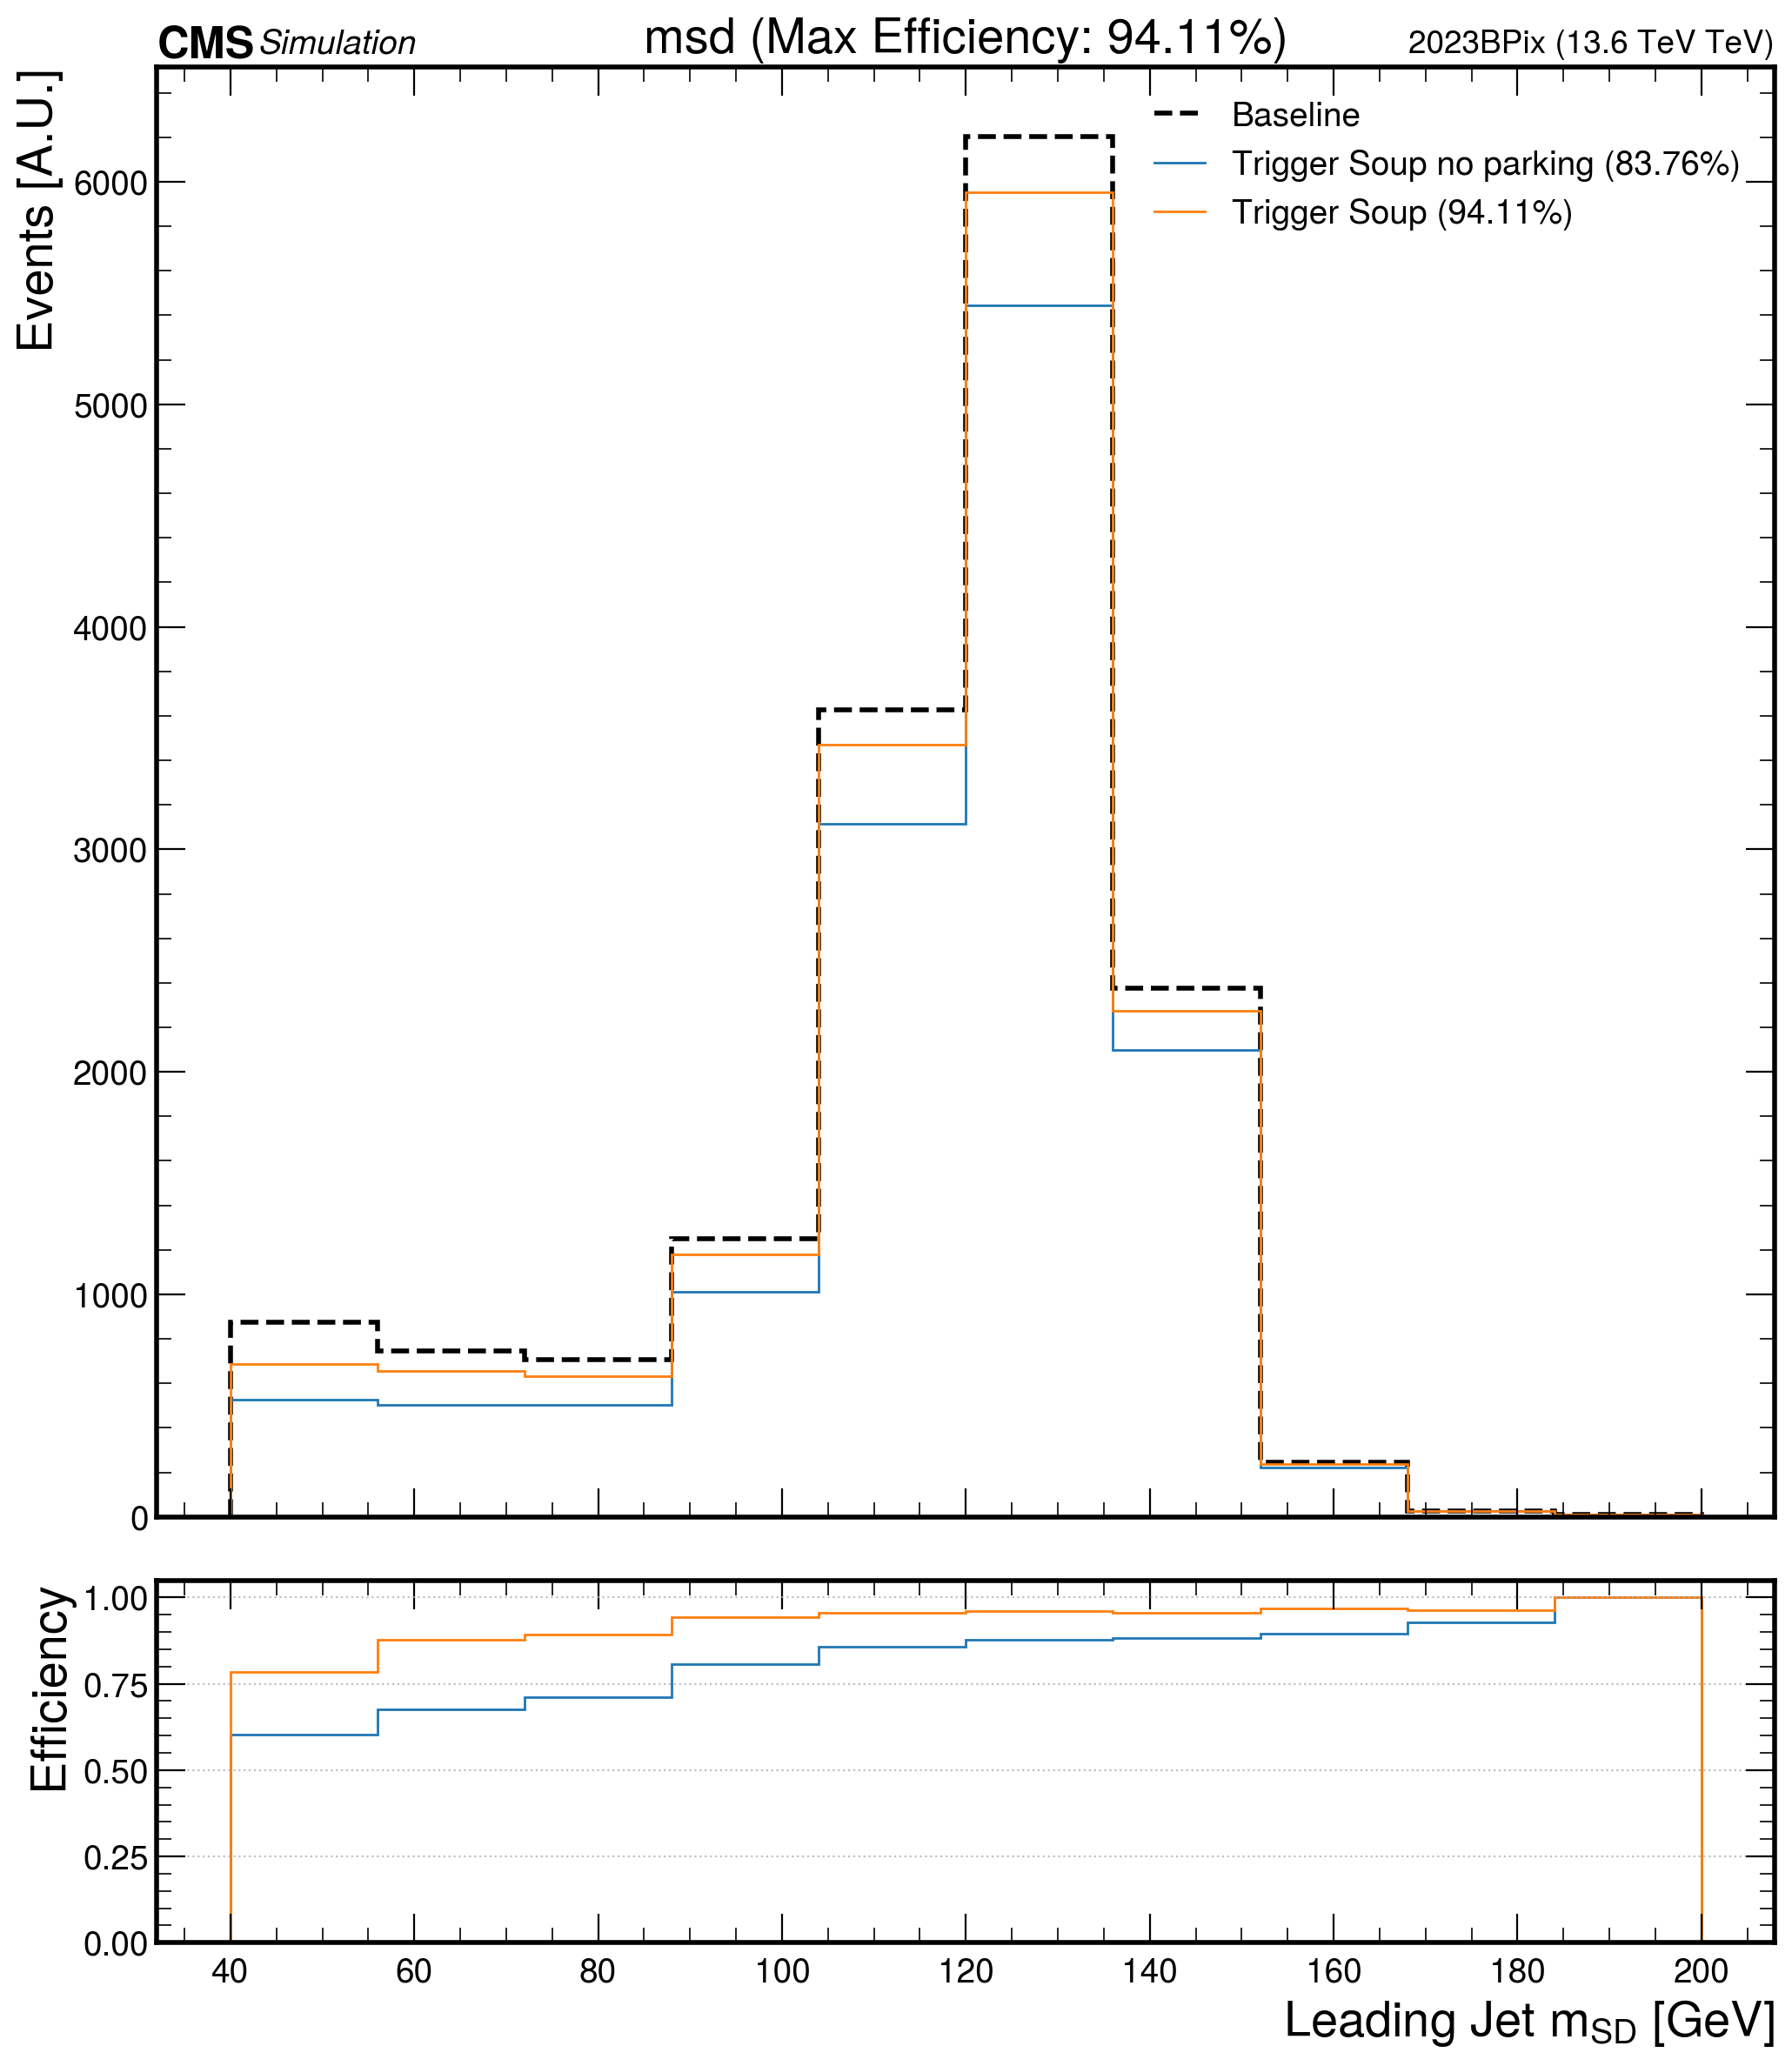 CMS Simulation
msd (Max Efficiency: 94.11%)
2023BPix (13.6 TeV TeV)
Events [A.U.]
Baseline
Trigger Soup no parking (83.76%)
Trigger Soup (94.11%)
6000
5000
4000
3000
2000
1000
0
Efficiency
1.00
0.75
0.50
0.25
0.00
40 60 80 100 120 140 160 180 200
Leading Jet m_SD [GeV]